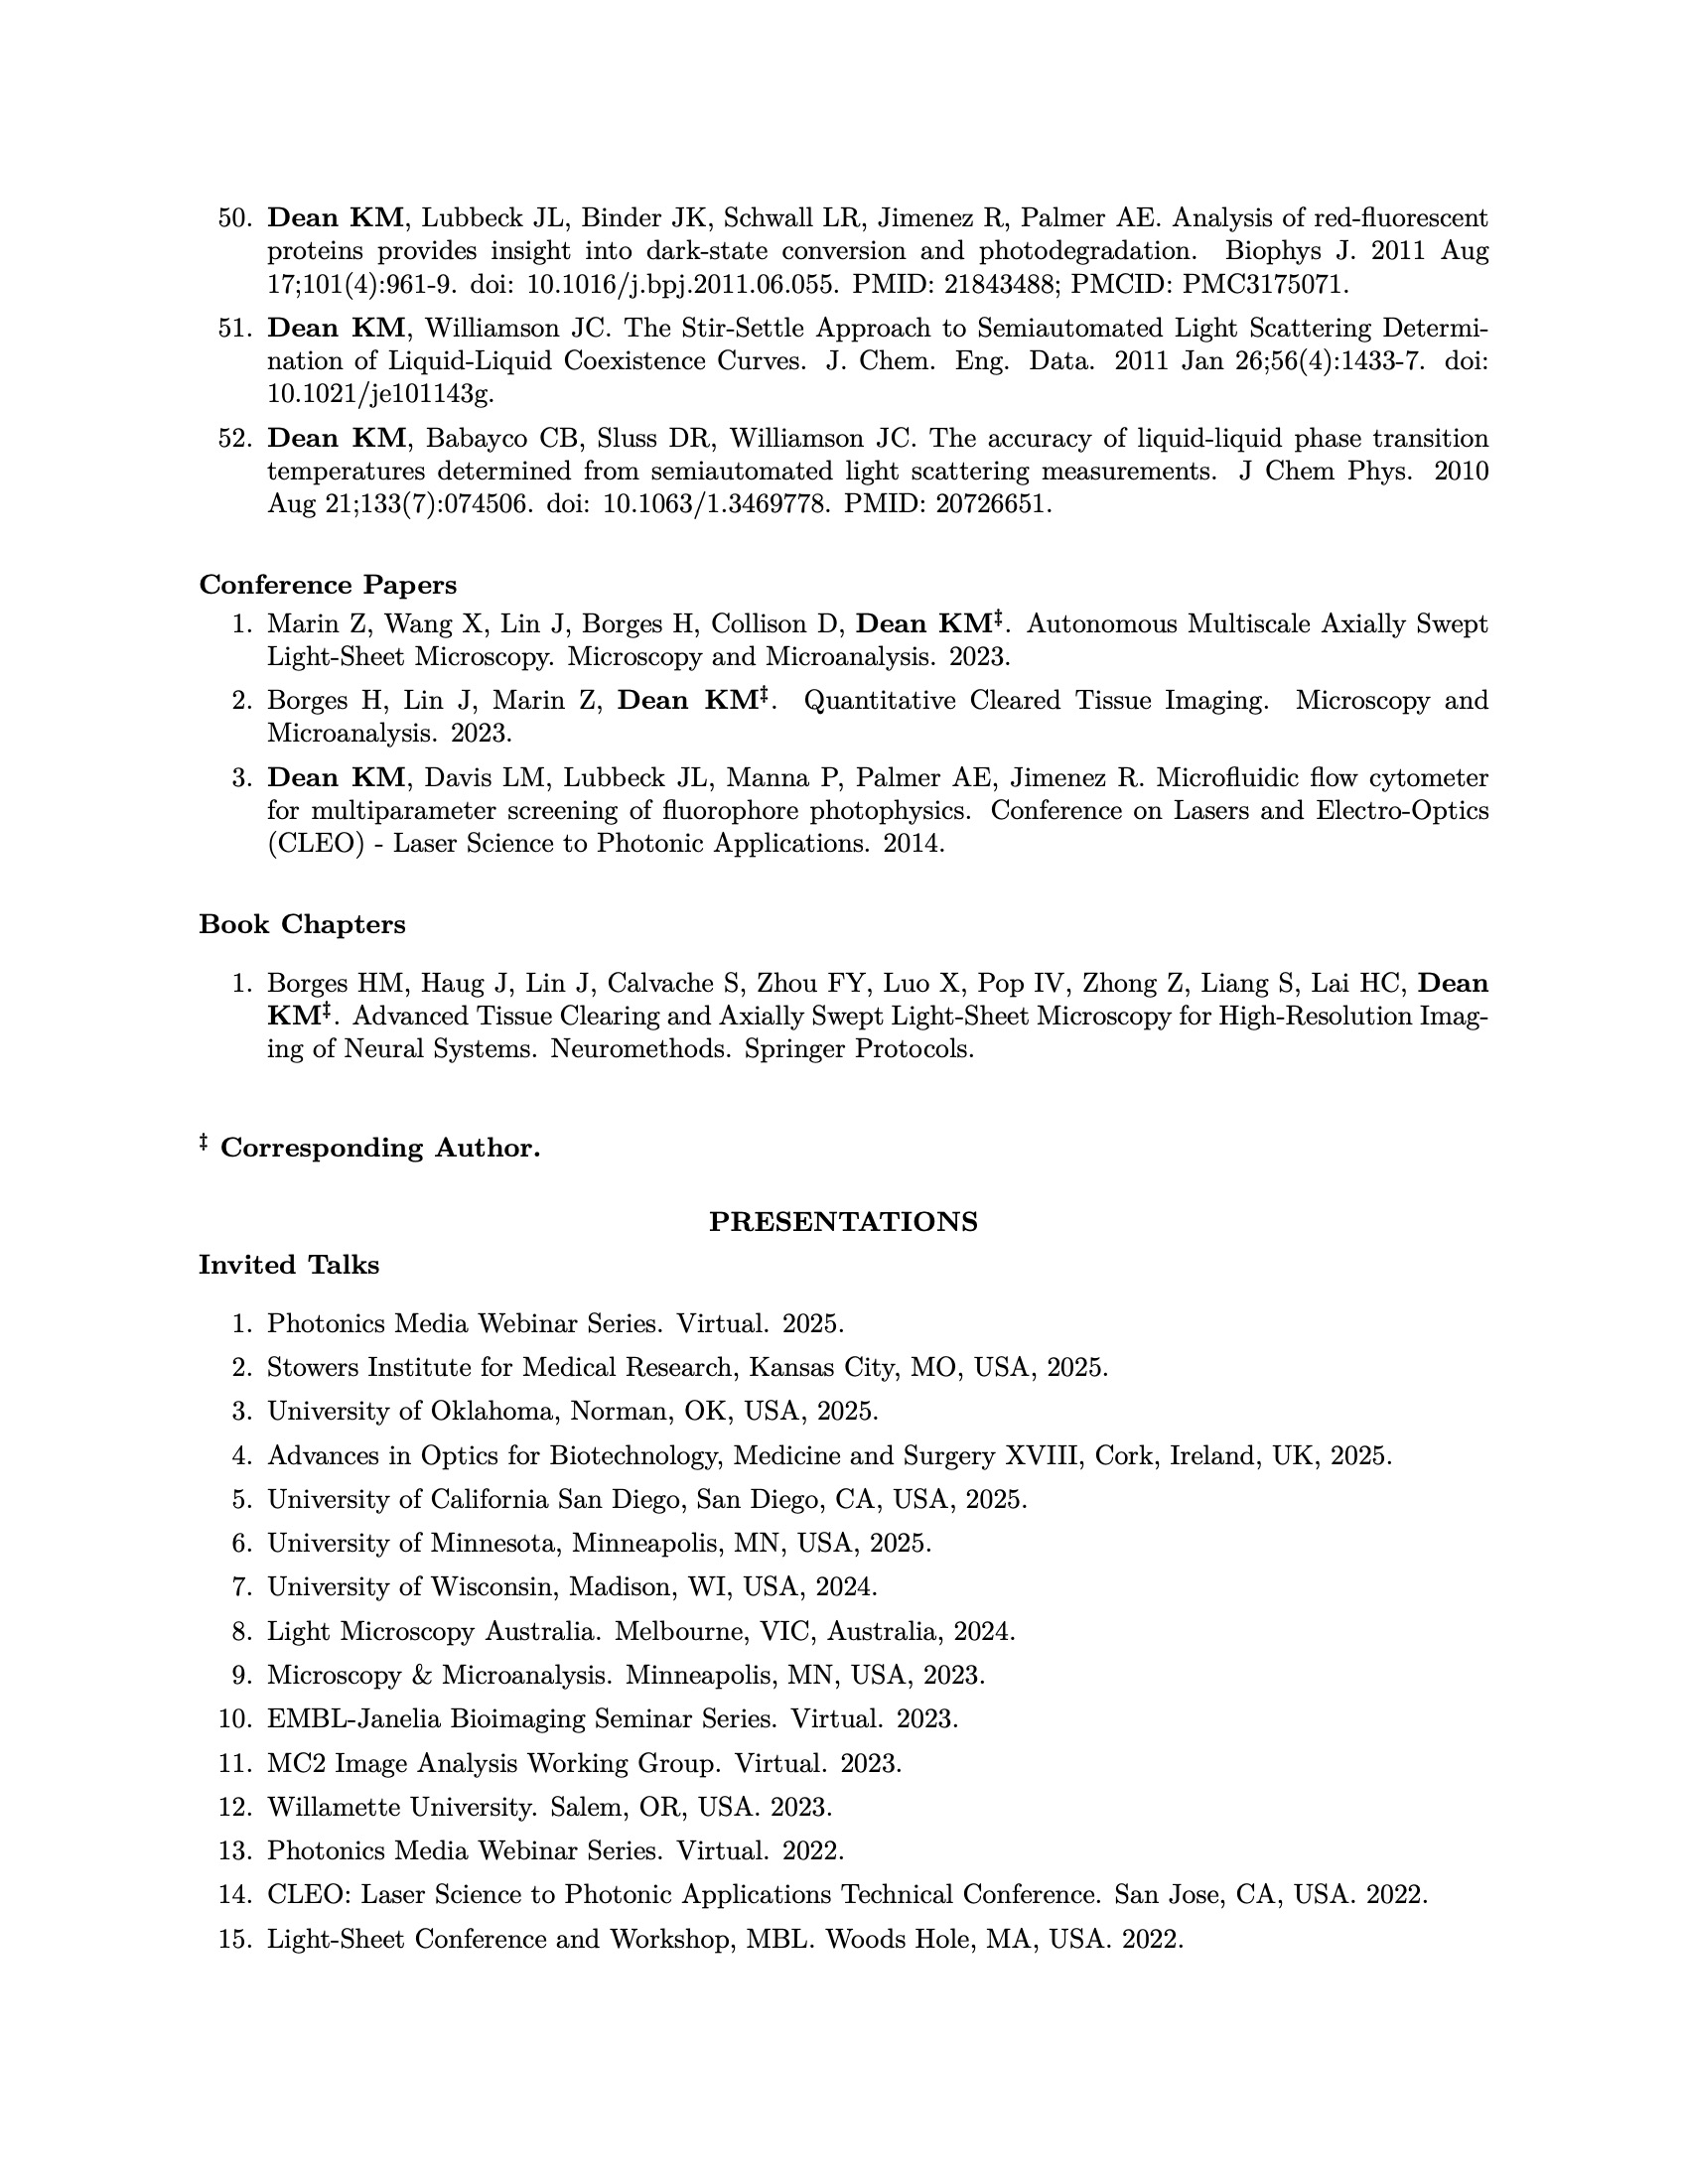 50. Dean KM, Lubbeck JL, Binder JK, Schwall LR, Jimenez R, Palmer AE. Analysis of red-fluorescent
proteins provides insight into dark-state conversion and photodegradation. Biophys J. 2011 Aug
17;101(4):961-9. doi: 10.1016/j.bpj.2011.06.055. PMID: 21843488; PMCID: PMC3175071.
51. Dean KM, Williamson JC. The Stir-Settle Approach to Semiautomated Light Scattering Determi-
nation of Liquid-Liquid Coexistence Curves. J. Chem. Eng. Data. 2011 Jan 26;56(4):1433-7. doi:
10.1021/je101143g.
52. Dean KM, Babayco CB, Sluss DR, Williamson JC. The accuracy of liquid-liquid phase transition
temperatures determined from semiautomated light scattering measurements. J Chem Phys. 2010
Aug 21;133(7):074506. doi: 10.1063/1.3469778. PMID: 20726651.
Conference Papers
1. Marin Z, Wang X, Lin J, Borges H, Collison D, Dean KM‡. Autonomous Multiscale Axially Swept
Light-Sheet Microscopy. Microscopy and Microanalysis. 2023.
2. Borges H, Lin J, Marin Z, Dean KM‡. Quantitative Cleared Tissue Imaging. Microscopy and
Microanalysis. 2023.
3. Dean KM, Davis LM, Lubbeck JL, Manna P, Palmer AE, Jimenez R. Microfluidic flow cytometer
for multiparameter screening of fluorophore photophysics. Conference on Lasers and Electro-Optics
(CLEO) - Laser Science to Photonic Applications. 2014.
Book Chapters
1. Borges HM, Haug J, Lin J, Calvache S, Zhou FY, Luo X, Pop IV, Zhong Z, Liang S, Lai HC, Dean
KM‡. Advanced Tissue Clearing and Axially Swept Light-Sheet Microscopy for High-Resolution Imag-
ing of Neural Systems. Neuromethods. Springer Protocols.
‡ Corresponding Author.
PRESENTATIONS
Invited Talks
1. Photonics Media Webinar Series. Virtual. 2025.
2. Stowers Institute for Medical Research, Kansas City, MO, USA, 2025.
3. University of Oklahoma, Norman, OK, USA, 2025.
4. Advances in Optics for Biotechnology, Medicine and Surgery XVIII, Cork, Ireland, UK, 2025.
5. University of California San Diego, San Diego, CA, USA, 2025.
6. University of Minnesota, Minneapolis, MN, USA, 2025.
7. University of Wisconsin, Madison, WI, USA, 2024.
8. Light Microscopy Australia. Melbourne, VIC, Australia, 2024.
9. Microscopy & Microanalysis. Minneapolis, MN, USA, 2023.
10. EMBL-Janelia Bioimaging Seminar Series. Virtual. 2023.
11. MC2 Image Analysis Working Group. Virtual. 2023.
12. Willamette University. Salem, OR, USA. 2023.
13. Photonics Media Webinar Series. Virtual. 2022.
14. CLEO: Laser Science to Photonic Applications Technical Conference. San Jose, CA, USA. 2022.
15. Light-Sheet Conference and Workshop, MBL. Woods Hole, MA, USA. 2022.